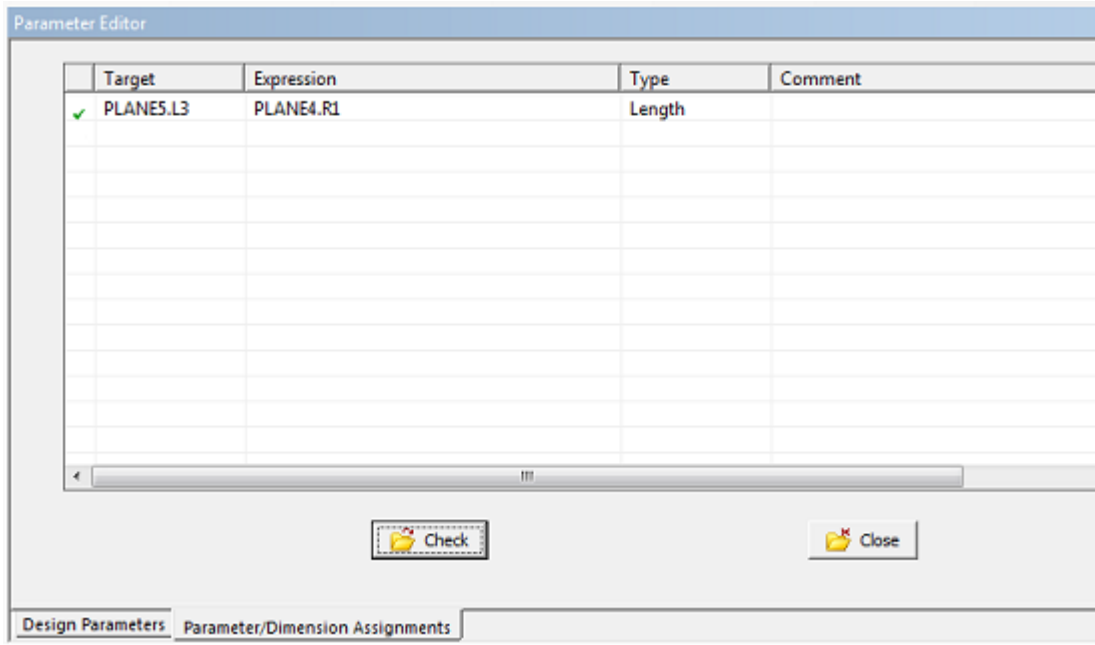 Parameter Editor
Target Expression Type Comment
PLANE5.L3 PLANE4.R1 Length
Check Close
Design Parameters Parameter/Dimension Assignments